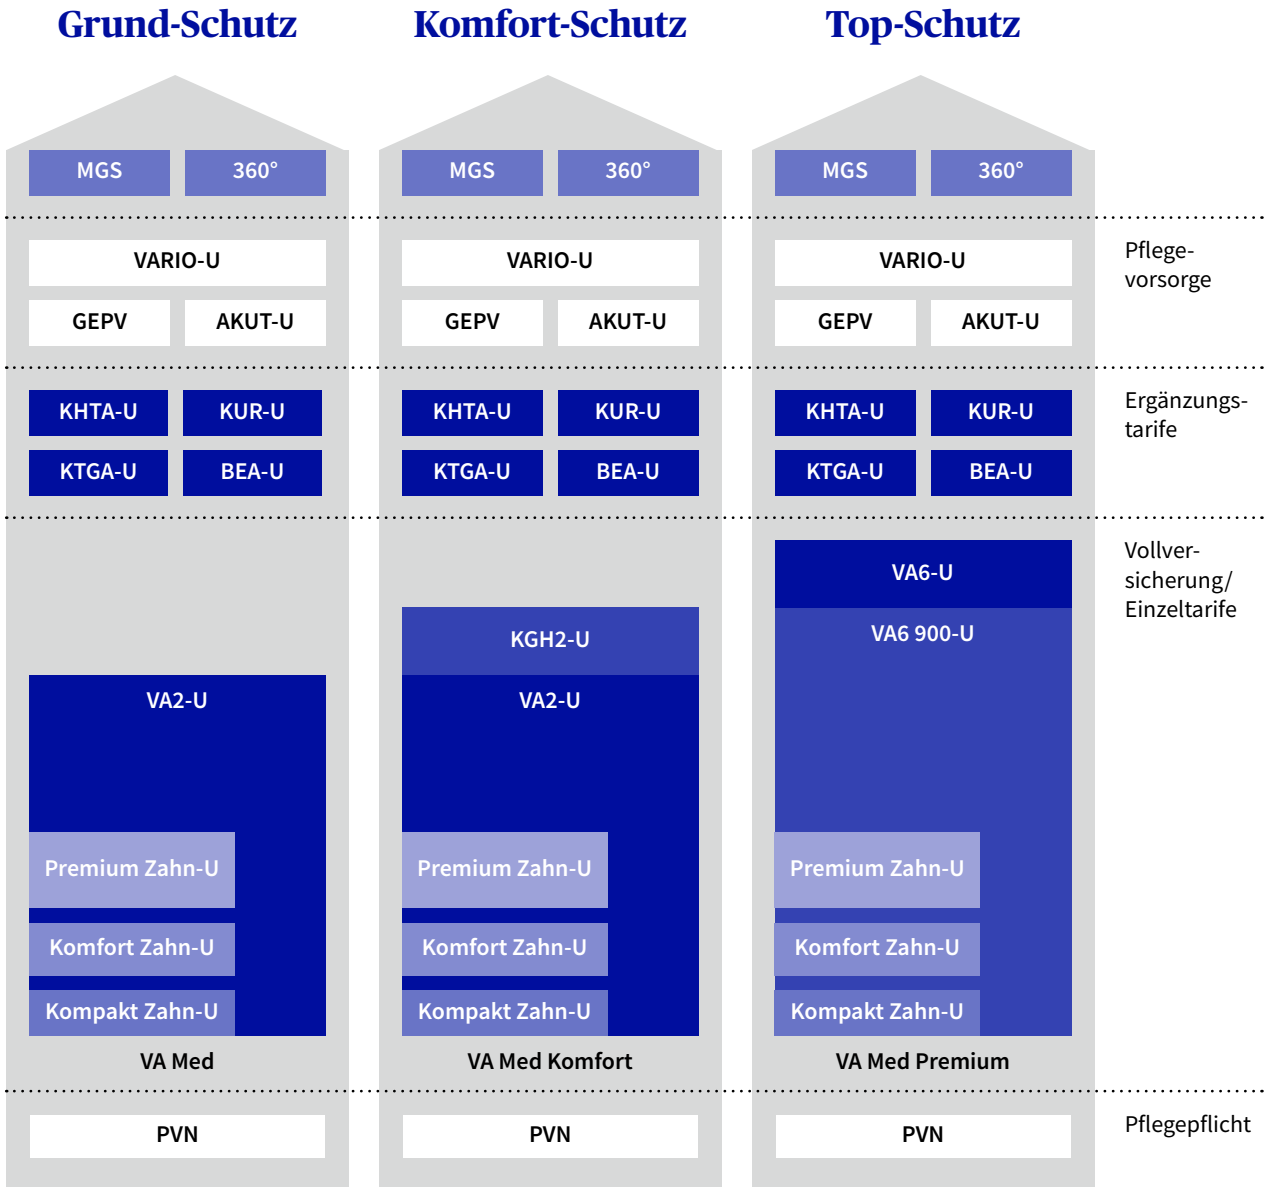 Grund-Schutz
Komfort-Schutz
Top-Schutz
MGS
360°
MGS
360°
MGS
360°
VARIO-U
VARIO-U
VARIO-U
Pflege-
vorsorge
GEPV
AKUT-U
GEPV
AKUT-U
GEPV
AKUT-U
KHTA-U
KUR-U
KHTA-U
KUR-U
KHTA-U
KUR-U
Ergänzungs-
tarife
KTGA-U
BEA-U
KTGA-U
BEA-U
KTGA-U
BEA-U
VA6-U
Vollver-
sicherung/
Einzeltarife
KGH2-U
VA6 900-U
VA2-U
VA2-U
Premium Zahn-U
Premium Zahn-U
Premium Zahn-U
Komfort Zahn-U
Komfort Zahn-U
Komfort Zahn-U
Kompakt Zahn-U
Kompakt Zahn-U
Kompakt Zahn-U
VA Med
VA Med Komfort
VA Med Premium
PVN
PVN
PVN
Pflegepflicht